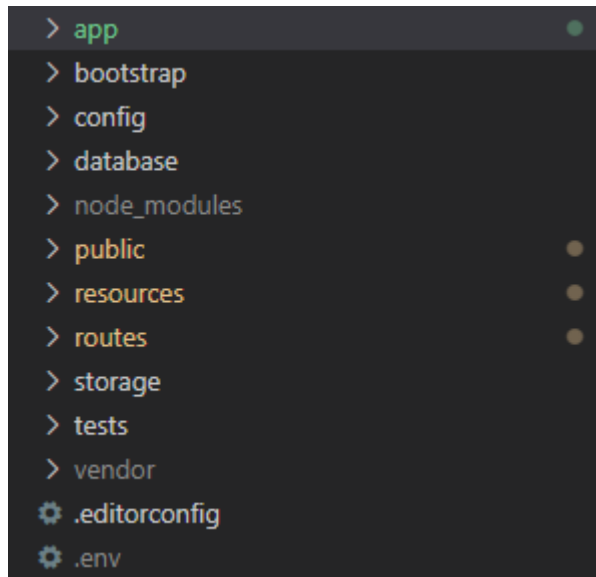 app
bootstrap
config
database
node_modules
public
resources
routes
storage
tests
vendor
.editorconfig
.env